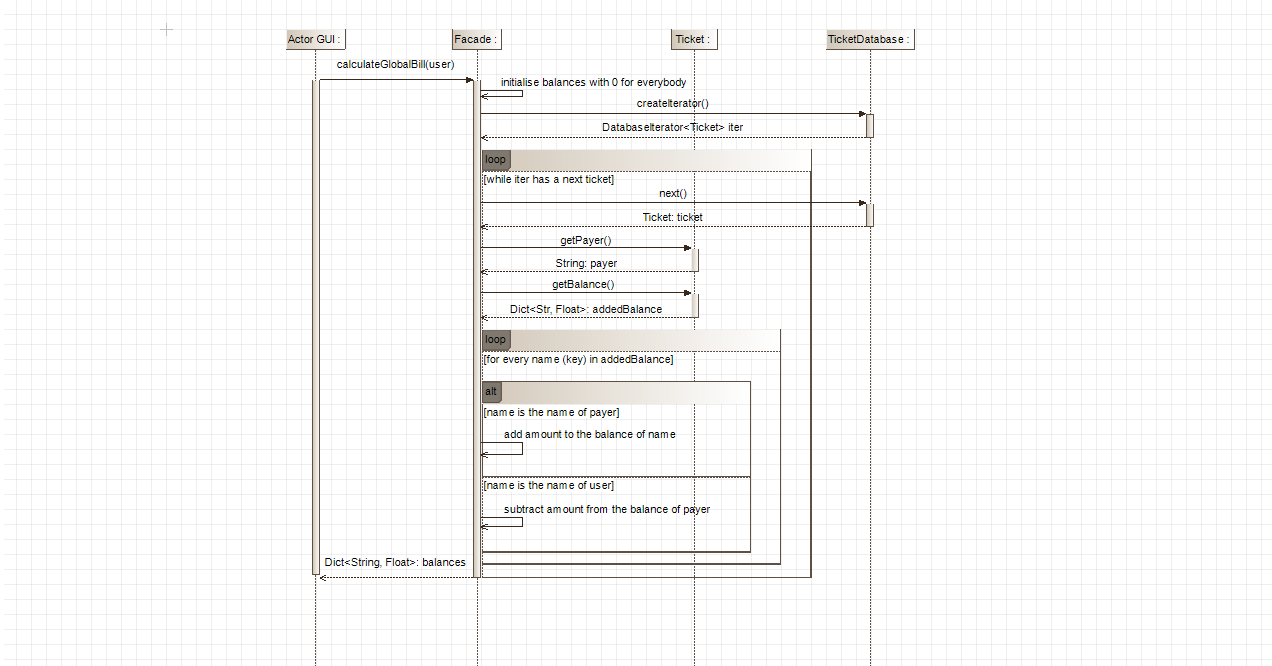 Actor GUI :
Facade :
Ticket :
TicketDatabase :
calculateGlobalBill(user)
initialise balances with 0 for everybody
createIterator()
DatabaseIterator<Ticket> iter
loop
[while iter has a next ticket]
next()
Ticket: ticket
getPayer()
String: payer
getBalance()
Dict<Str, Float>: addedBalance
loop
[for every name (key) in addedBalance]
alt
[name is the name of payer]
add amount to the balance of name
[name is the name of user]
subtract amount from the balance of payer
Dict<String, Float>: balances